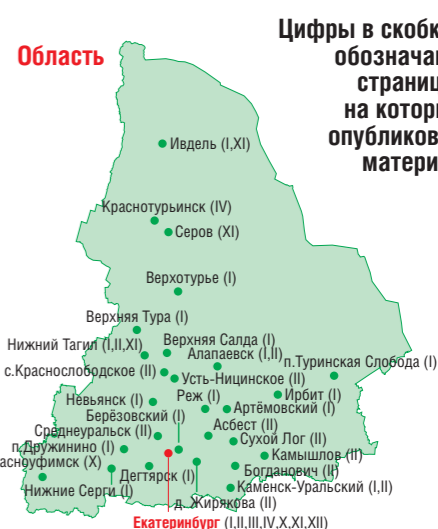 Цифры в скобк
Область
обозначаю
страниц
на котор
опубликов
матери
Ивдель (I,XI)
Краснотурьинск (IV)
Серов (XI)
Верхотурье (I)
Верхняя Тура (I)
Верхняя Салда (I)
Нижний Тагил (I,II,XI)
Алапаевск (I,II)
п.Туринская Слобода (I)
с.Краснослободское (II)
Усть-Ницинское (II)
Реж (I)
Ирбит (I)
Невьянск (I)
Артёмовский (I)
Берёзовский (I)
Асбест (II)
Среднеуральск (II)
Сухой Лог (II)
п.Дружинино (I)
Камышлов (II)
асноуфимск (X)
Богданович (II)
Дегтярск (I)
Нижние Серги (I)
Каменск-Уральский (I,II)
д. Жирякова (II)
Екатеринбург (I,II,III,IV,X,XI,XII)